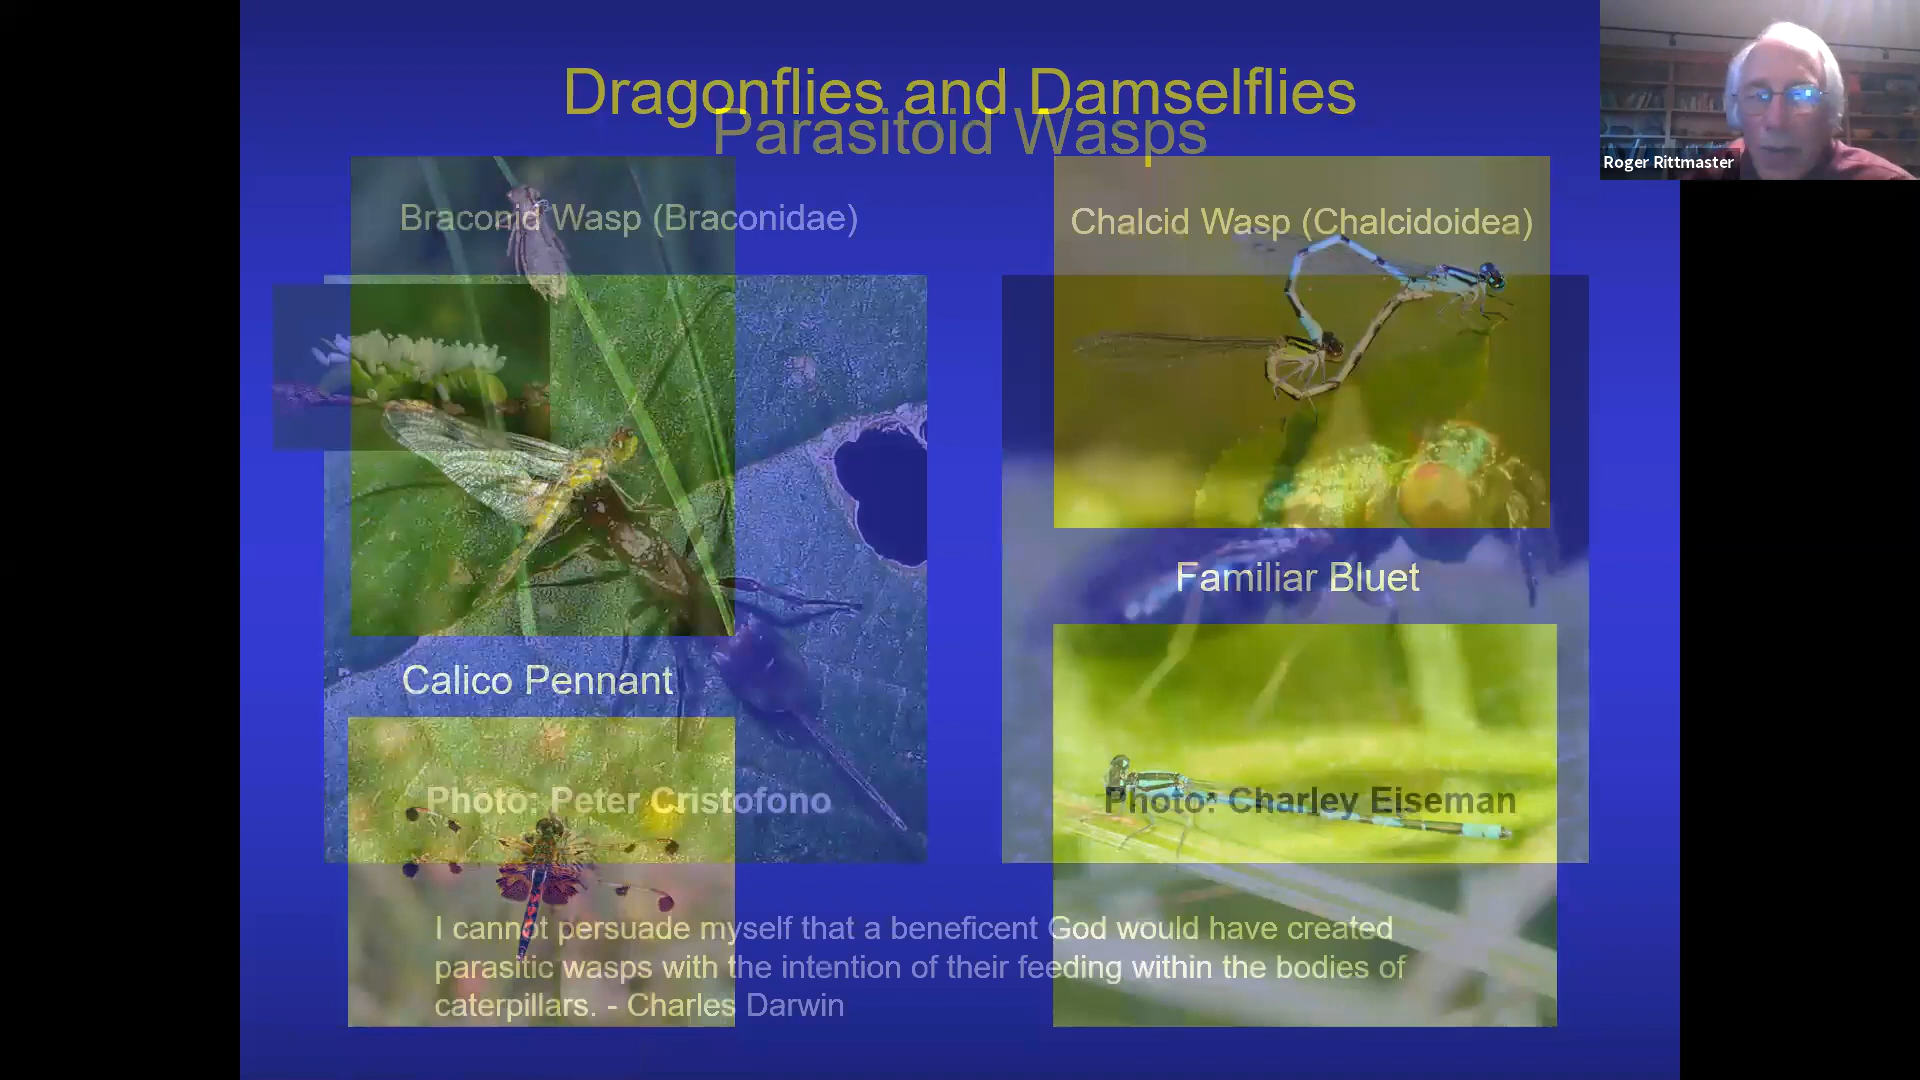 Dragonflies and Damselflies
Parasitoid Wasps
Roger Rittmaster
Braconid Wasp (Braconidae)
Chalcid Wasp (Chalcidoidea)
Familiar Bluet
Calico Pennant
Photo: Peter Cristofono
Photo: Charley Eiseman
I cannot persuade myself that a beneficent God would have created
parasitic wasps with the intention of their feeding within the bodies of
caterpillars. - Charles Darwin